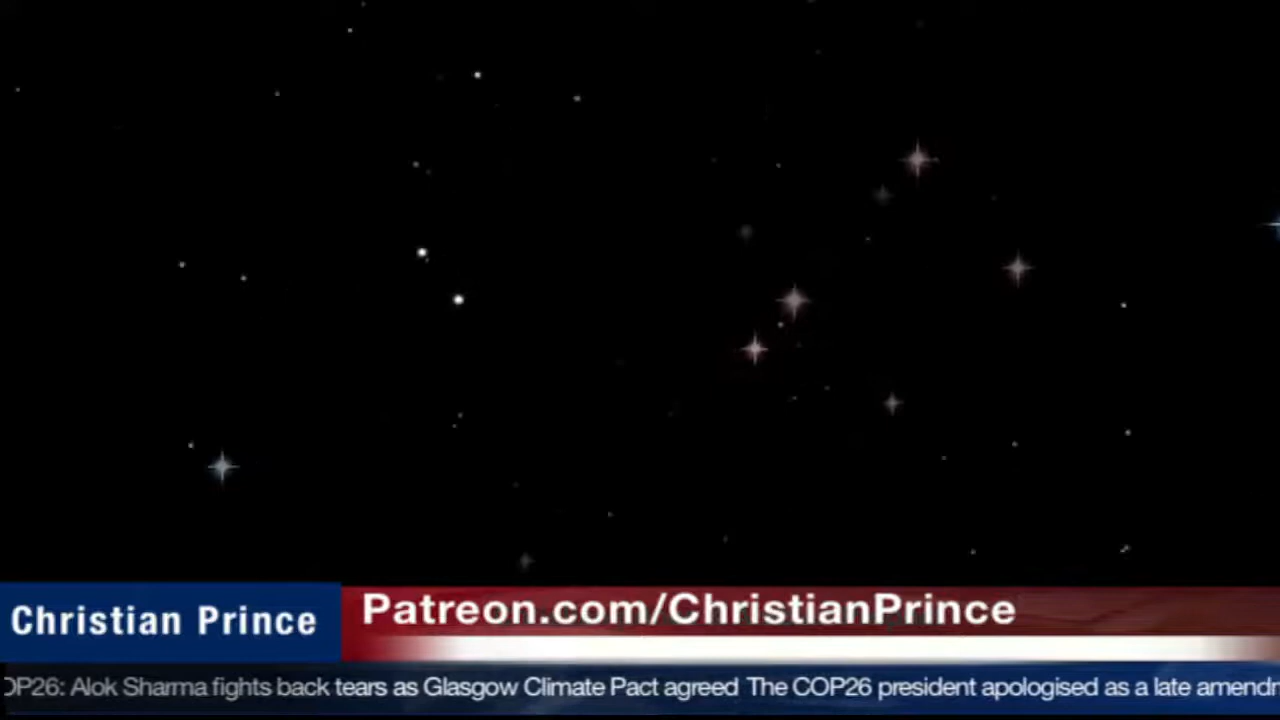 Christian Prince
Patreon.com/ChristianPrince
OP26: Alok Sharma fights back tears as Glasgow Climate Pact agreed The COP26 president apologised as a late